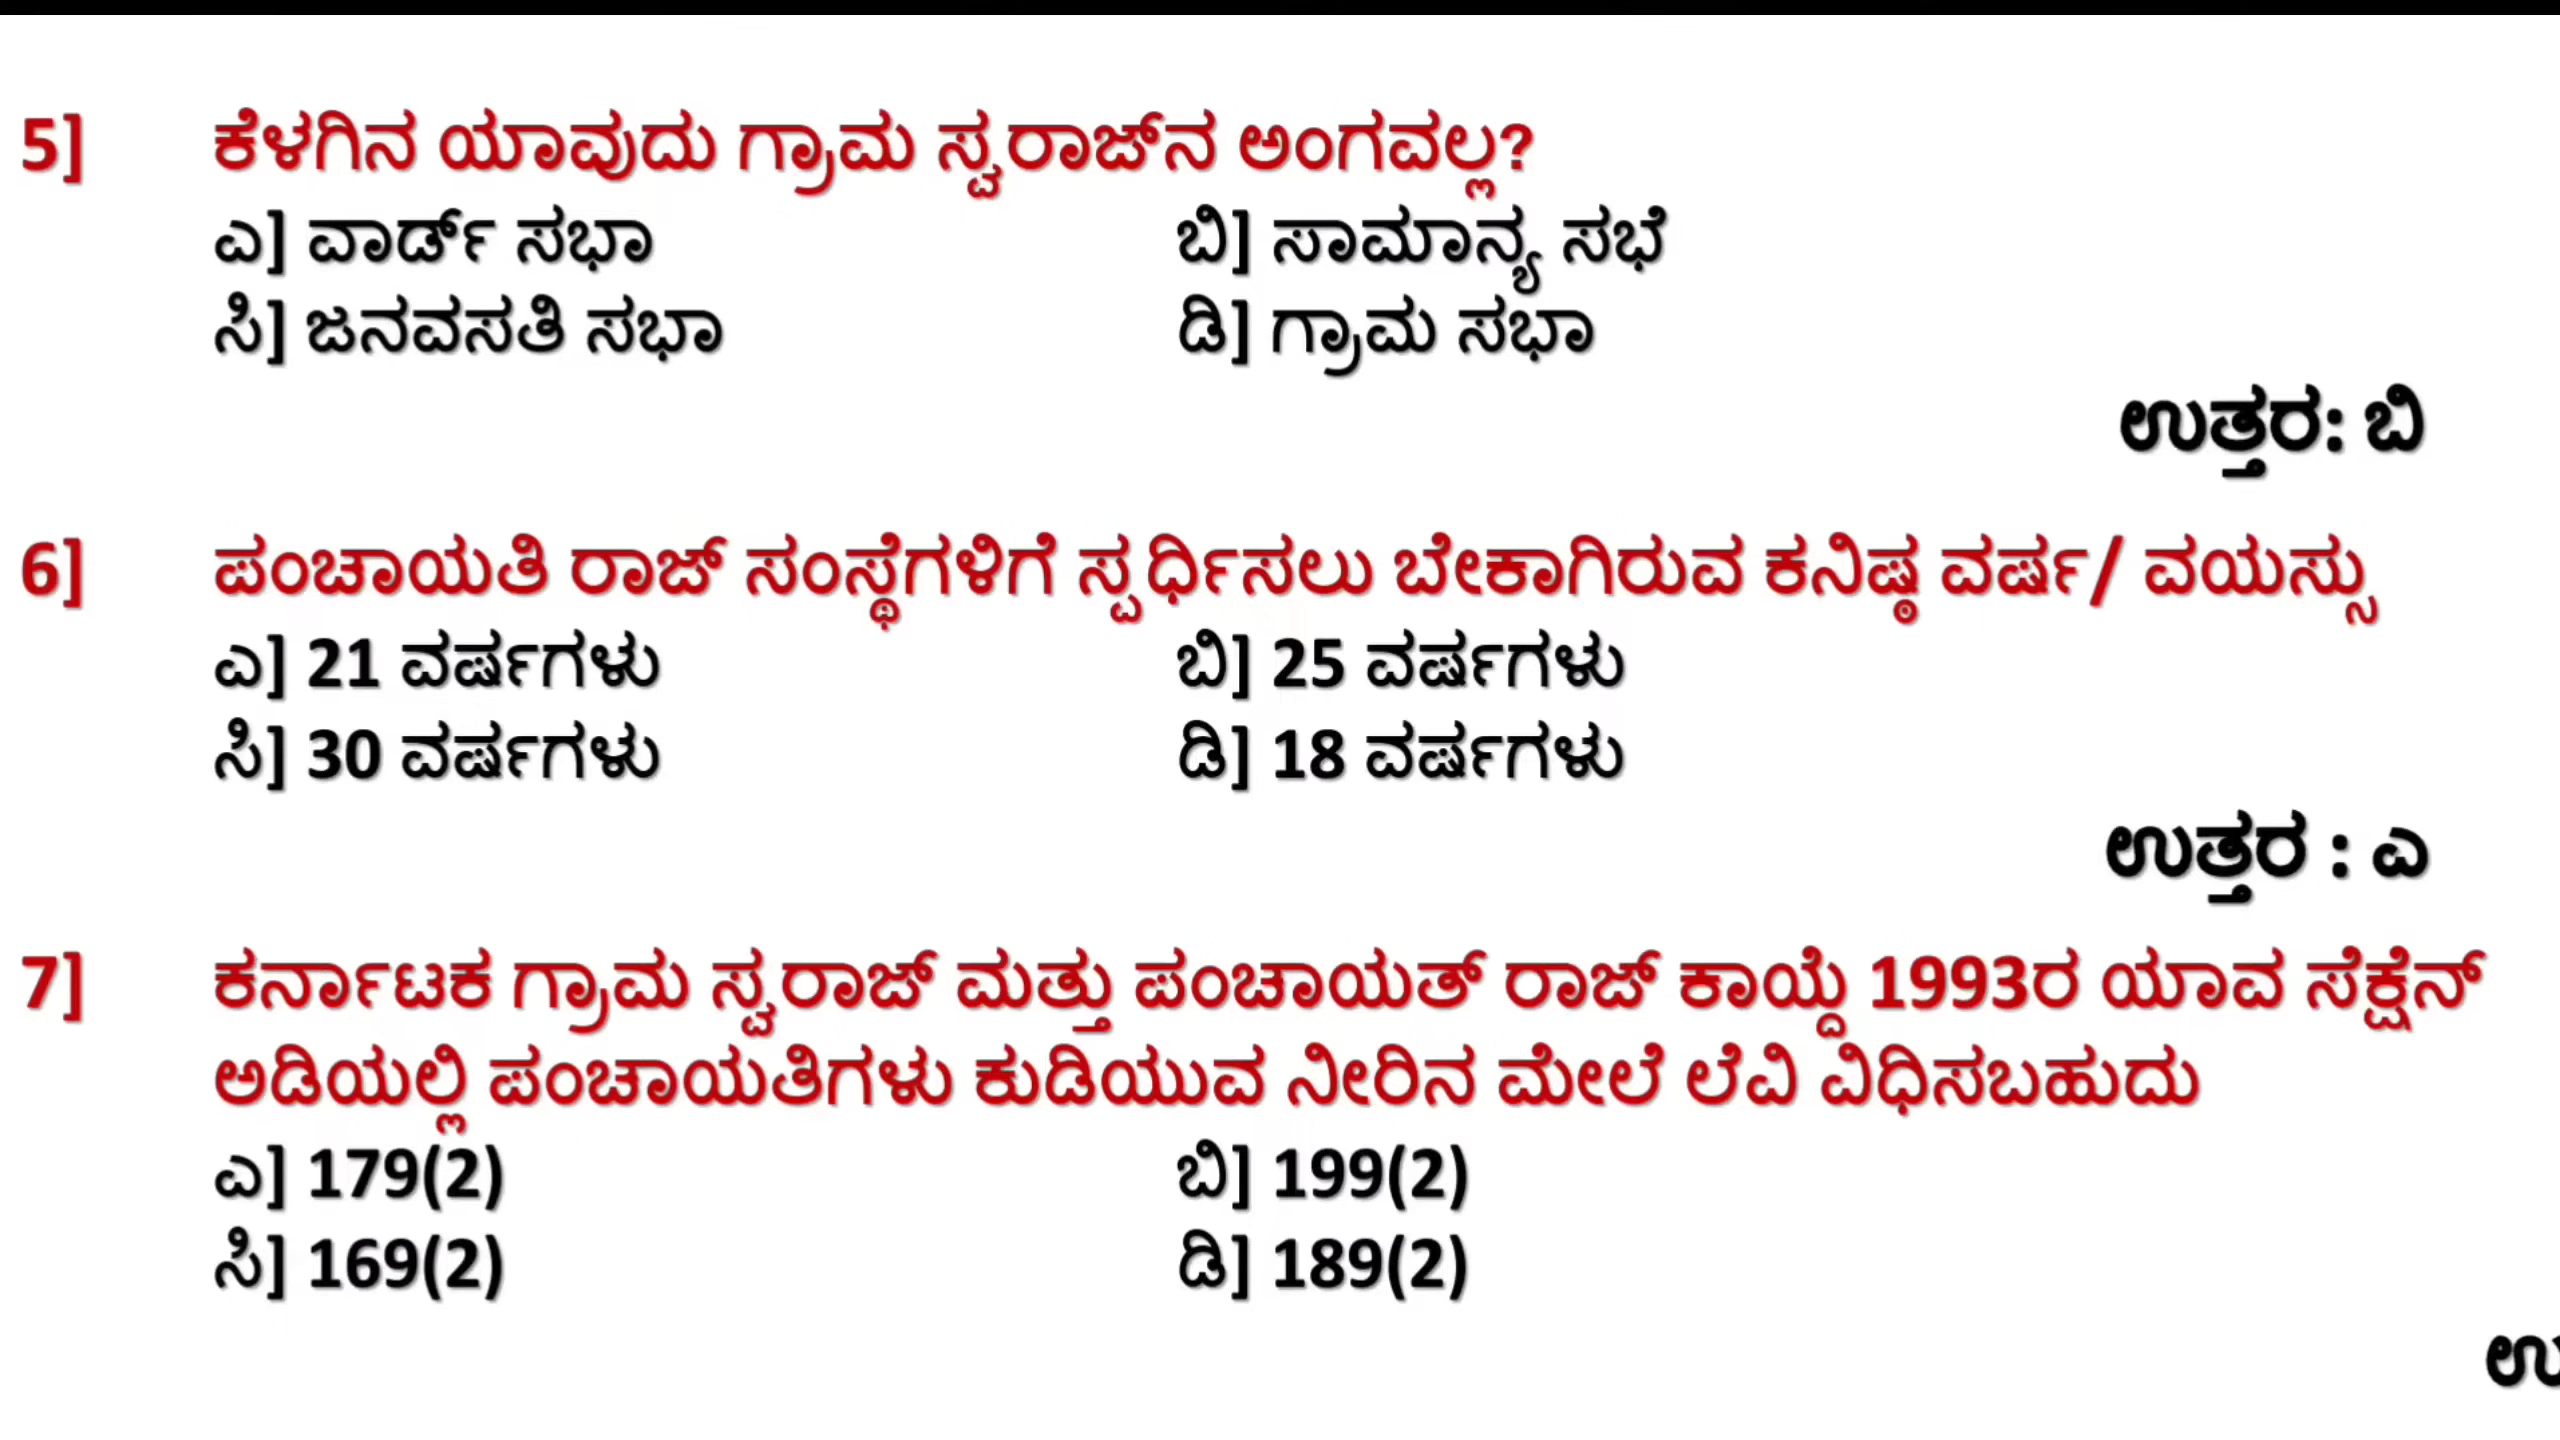 5] ಕೆಳಗಿನ ಯಾವುದು ಗ್ರಾಮ ಸ್ವರಾಜ್‌ನ ಅಂಗವಲ್ಲ?
ಎ] ವಾರ್ಡ್ ಸಭಾ ಬಿ] ಸಾಮಾನ್ಯ ಸಭೆ
ಸಿ] ಜನವಸತಿ ಸಭಾ ಡಿ] ಗ್ರಾಮ ಸಭಾ
ಉತ್ತರ: ಬಿ
6] ಪಂಚಾಯತಿ ರಾಜ್ ಸಂಸ್ಥೆಗಳಿಗೆ ಸ್ಪರ್ಧಿಸಲು ಬೇಕಾಗಿರುವ ಕನಿಷ್ಠ ವರ್ಷ/ ವಯಸ್ಸು
ಎ] 21 ವರ್ಷಗಳು ಬಿ] 25 ವರ್ಷಗಳು
ಸಿ] 30 ವರ್ಷಗಳು ಡಿ] 18 ವರ್ಷಗಳು
ಉತ್ತರ : ಎ
7] ಕರ್ನಾಟಕ ಗ್ರಾಮ ಸ್ವರಾಜ್ ಮತ್ತು ಪಂಚಾಯತ್ ರಾಜ್ ಕಾಯ್ದೆ 1993ರ ಯಾವ ಸೆಕ್ಷೆನ್
ಅಡಿಯಲ್ಲಿ ಪಂಚಾಯತಿಗಳು ಕುಡಿಯುವ ನೀರಿನ ಮೇಲೆ ಲೆವಿ ವಿಧಿಸಬಹುದು
ಎ] 179(2) ಬಿ] 199(2)
ಸಿ] 169(2) ಡಿ] 189(2)